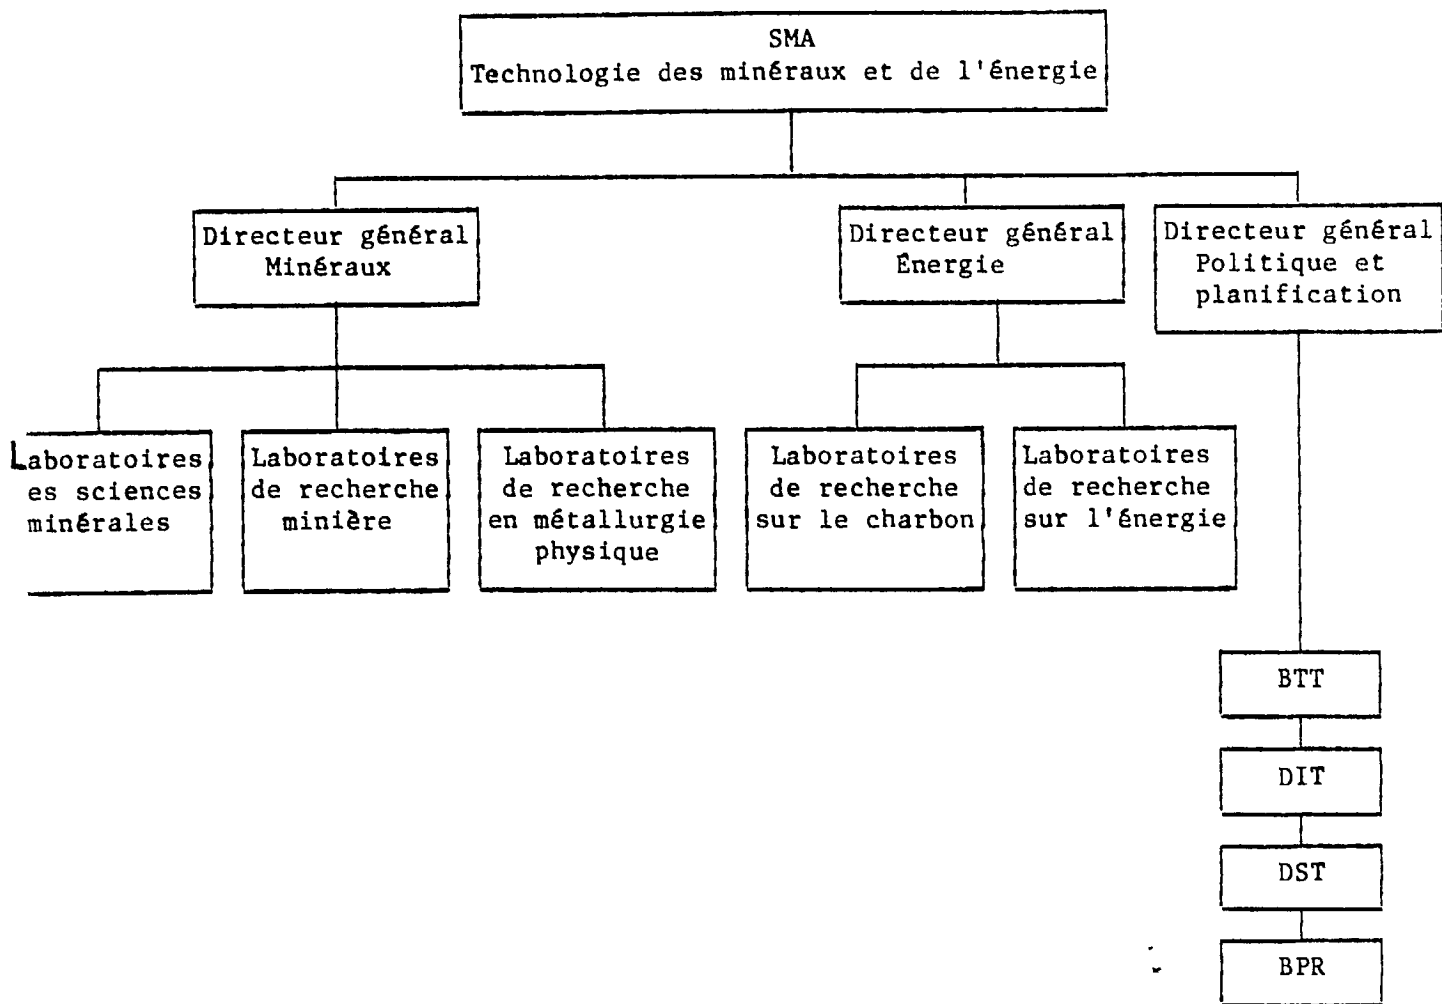 SMA
Technologie des minéraux et de l'énergie
Directeur général
Minéraux
Directeur général
Énergie
Directeur général
Politique et
planification
Laboratoires
es sciences
minérales
Laboratoires
de recherche
minière
Laboratoires
de recherche
en métallurgie
physique
Laboratoires
de recherche
sur le charbon
Laboratoires
de recherche
sur l'énergie
BTT
DIT
DST
BPR